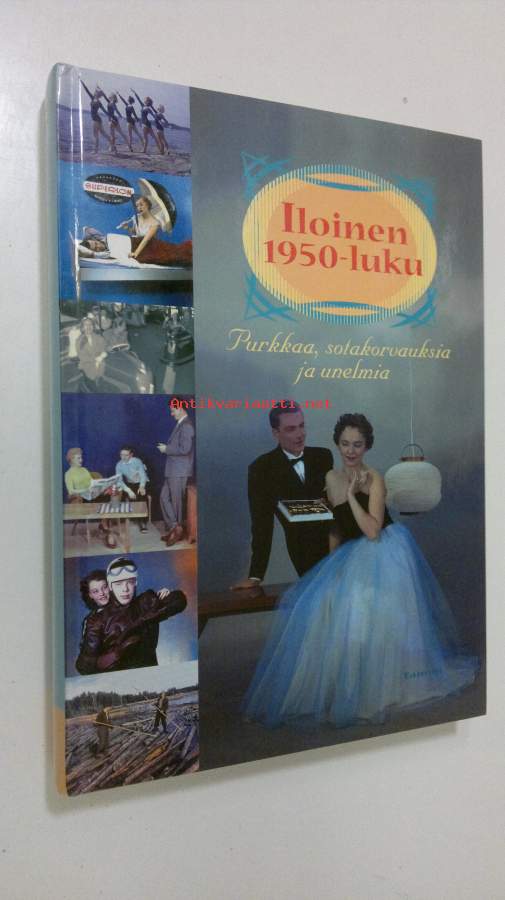 Iloinen
1950-luku
Purkkaa, sotakorvauksia
ja unelmia
Antikvariaatti.net